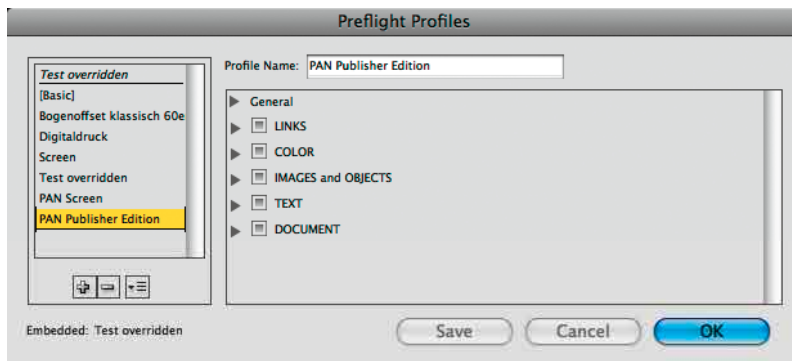 Preflight Profiles
Test overridden
[Basic]
Bogenoffset klassisch 60e
Digitaldruck
Screen
Test overridden
PAN Screen
PAN Publisher Edition
Profile Name: PAN Publisher Edition
General
LINKS
COLOR
IMAGES and OBJECTS
TEXT
DOCUMENT
Embedded: Test overridden
Save
Cancel
OK